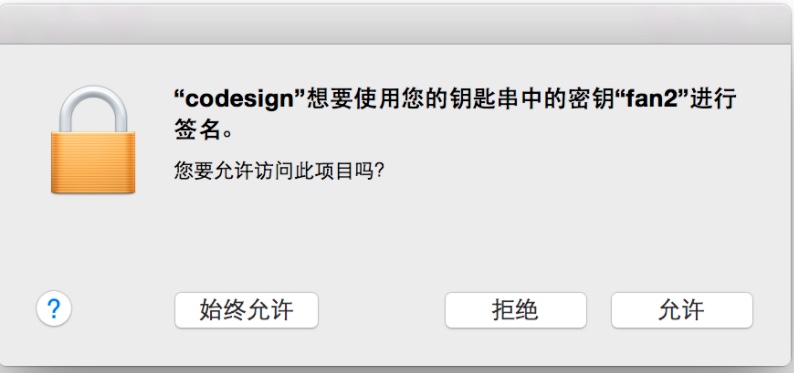 “codesign”想要使用您的钥匙串中的密钥“fan2”进行
签名。
您要允许访问此项目吗?
?
始终允许
拒绝
允许